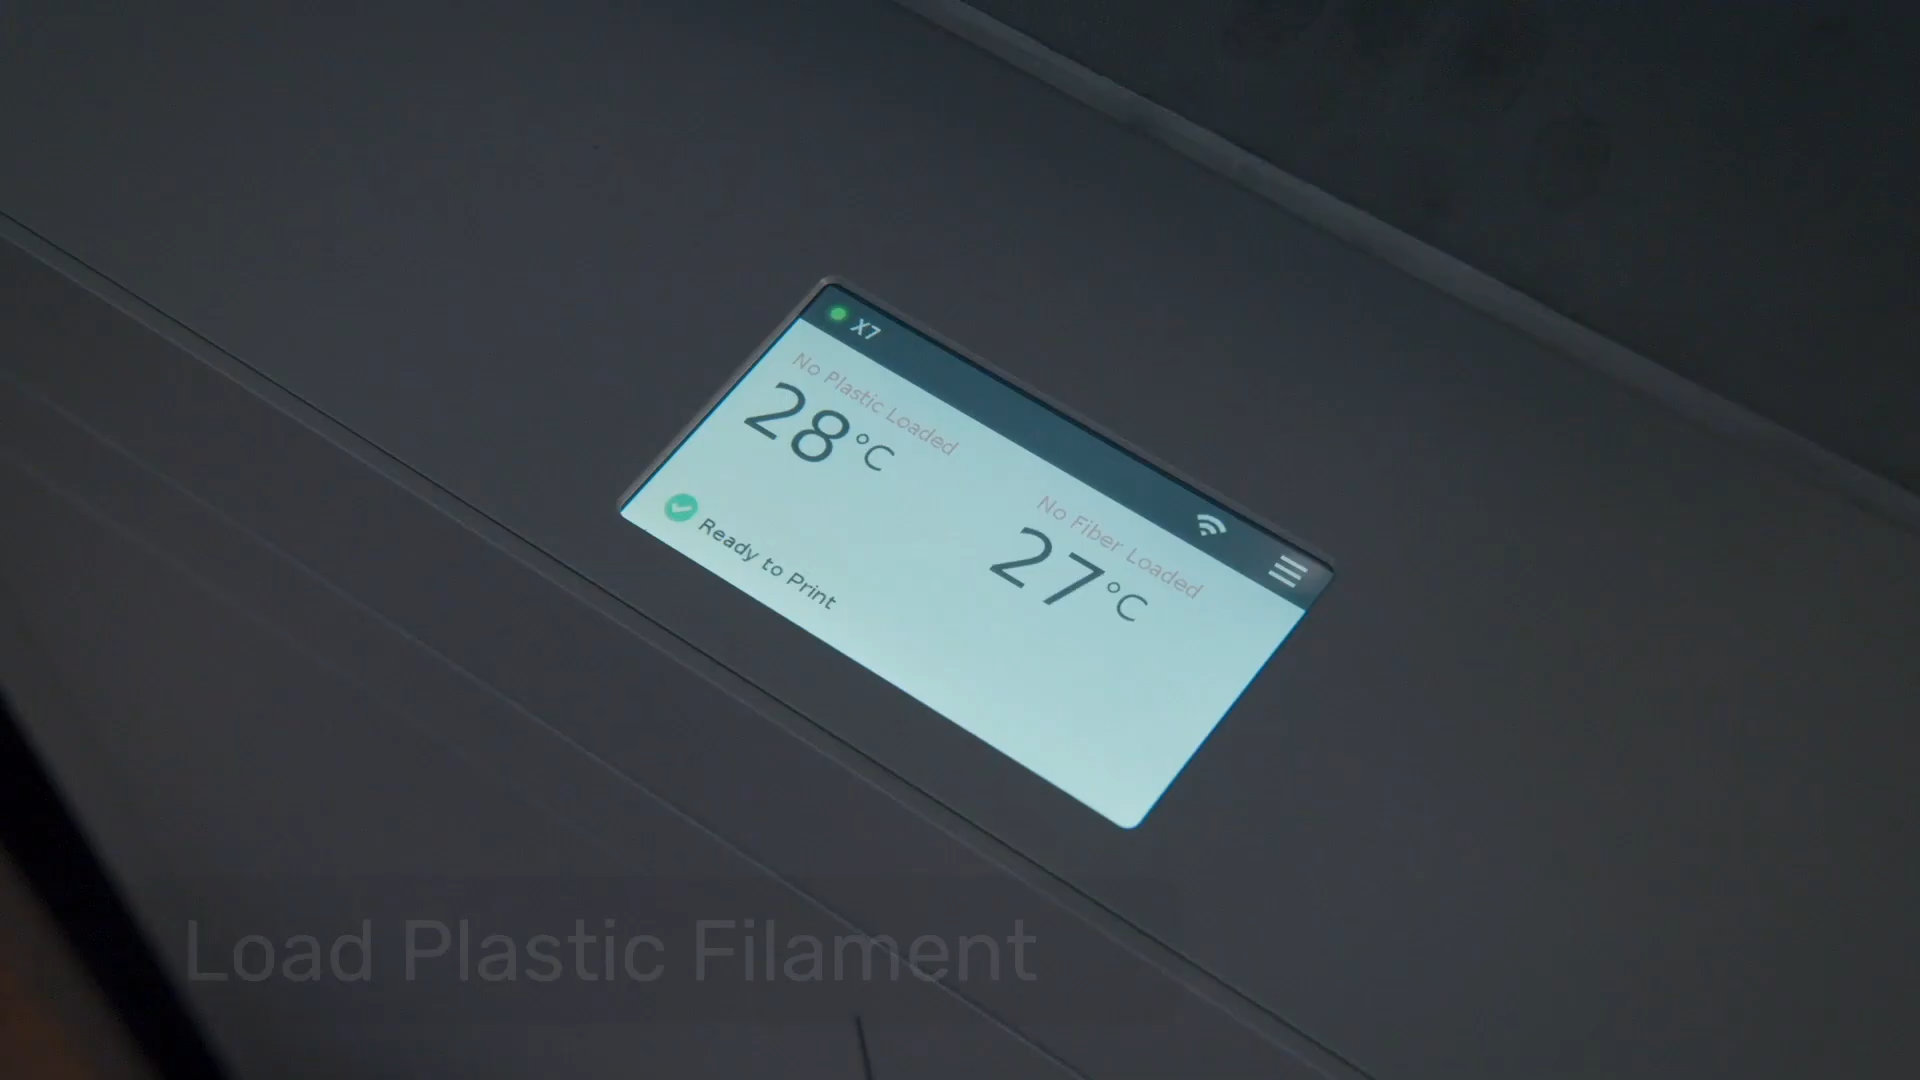 X7
No Plastic Loaded
28°C
No Fiber Loaded
27°C
Ready to Print
Load Plastic Filament